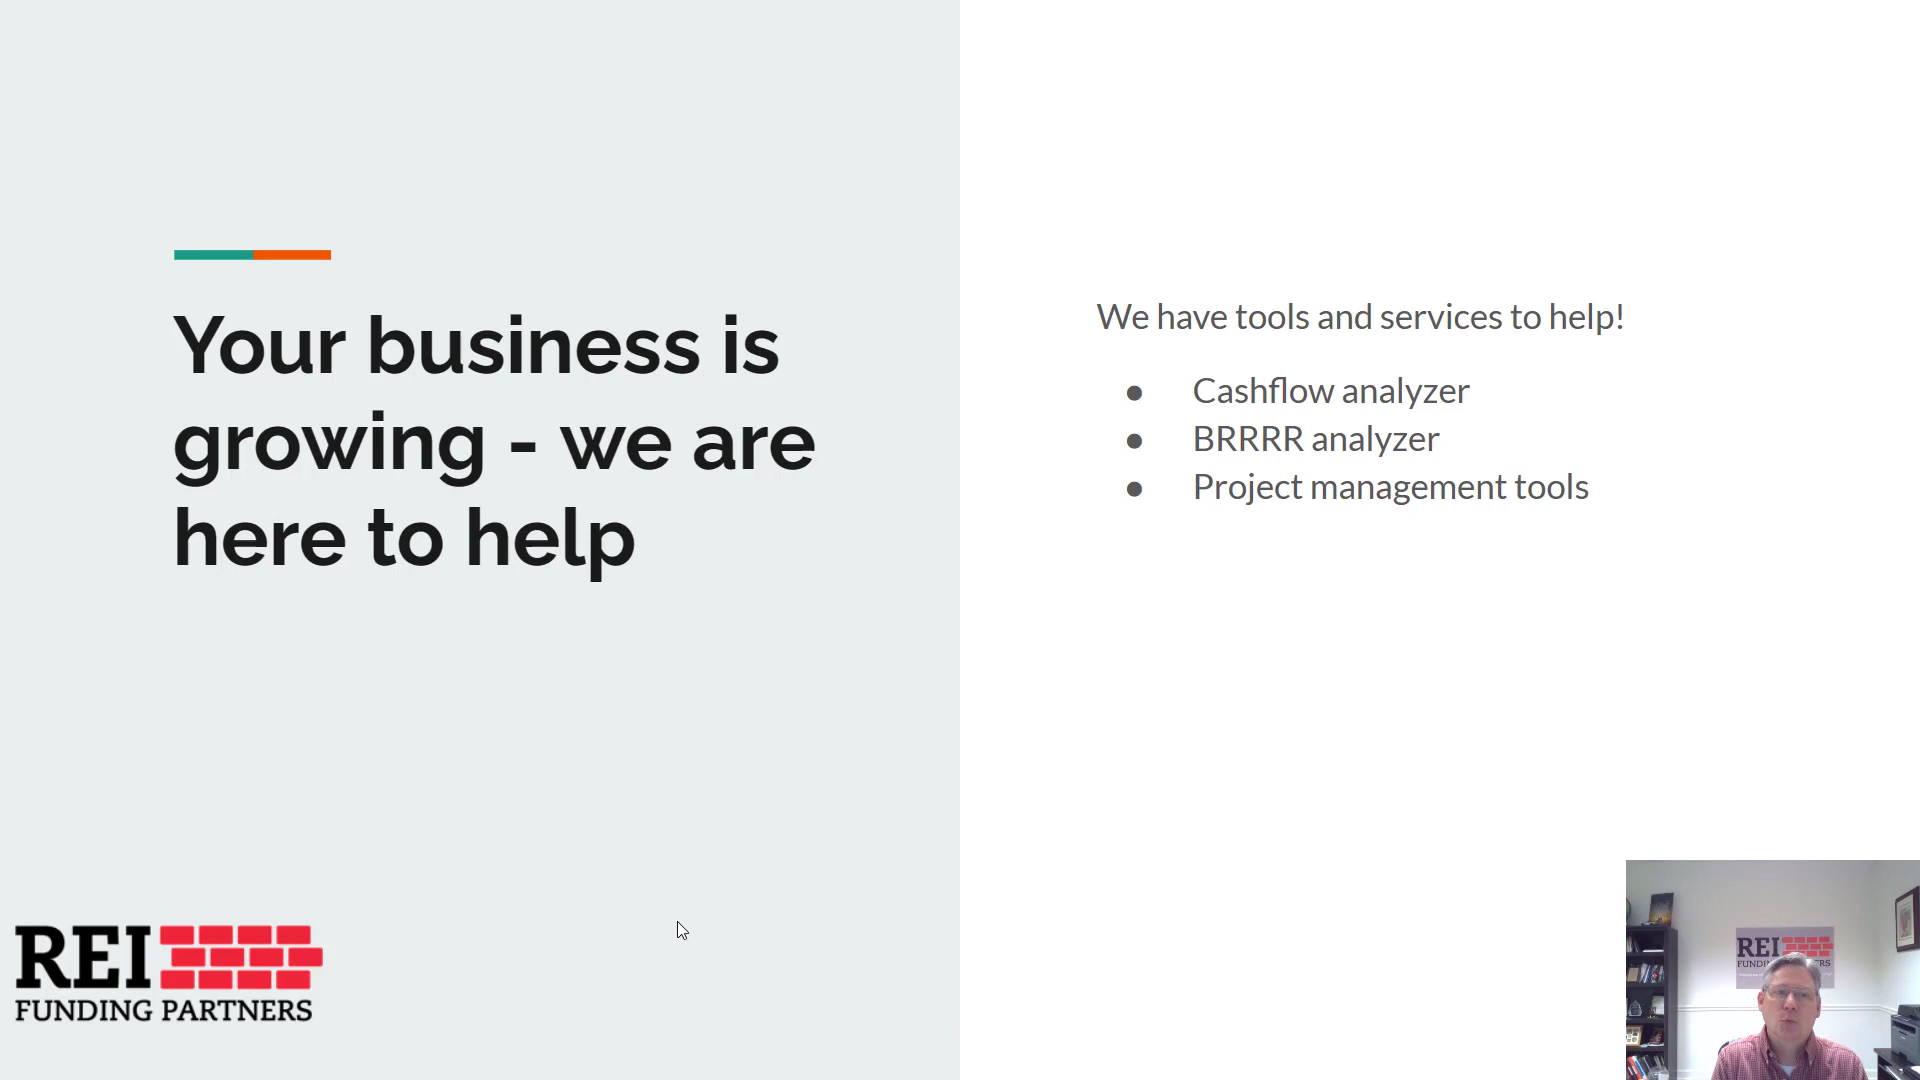 Your business is
growing - we are
here to help
We have tools and services to help!
● Cashflow analyzer
● BRRRR analyzer
● Project management tools
REI
FUNDING PARTNERS
REI